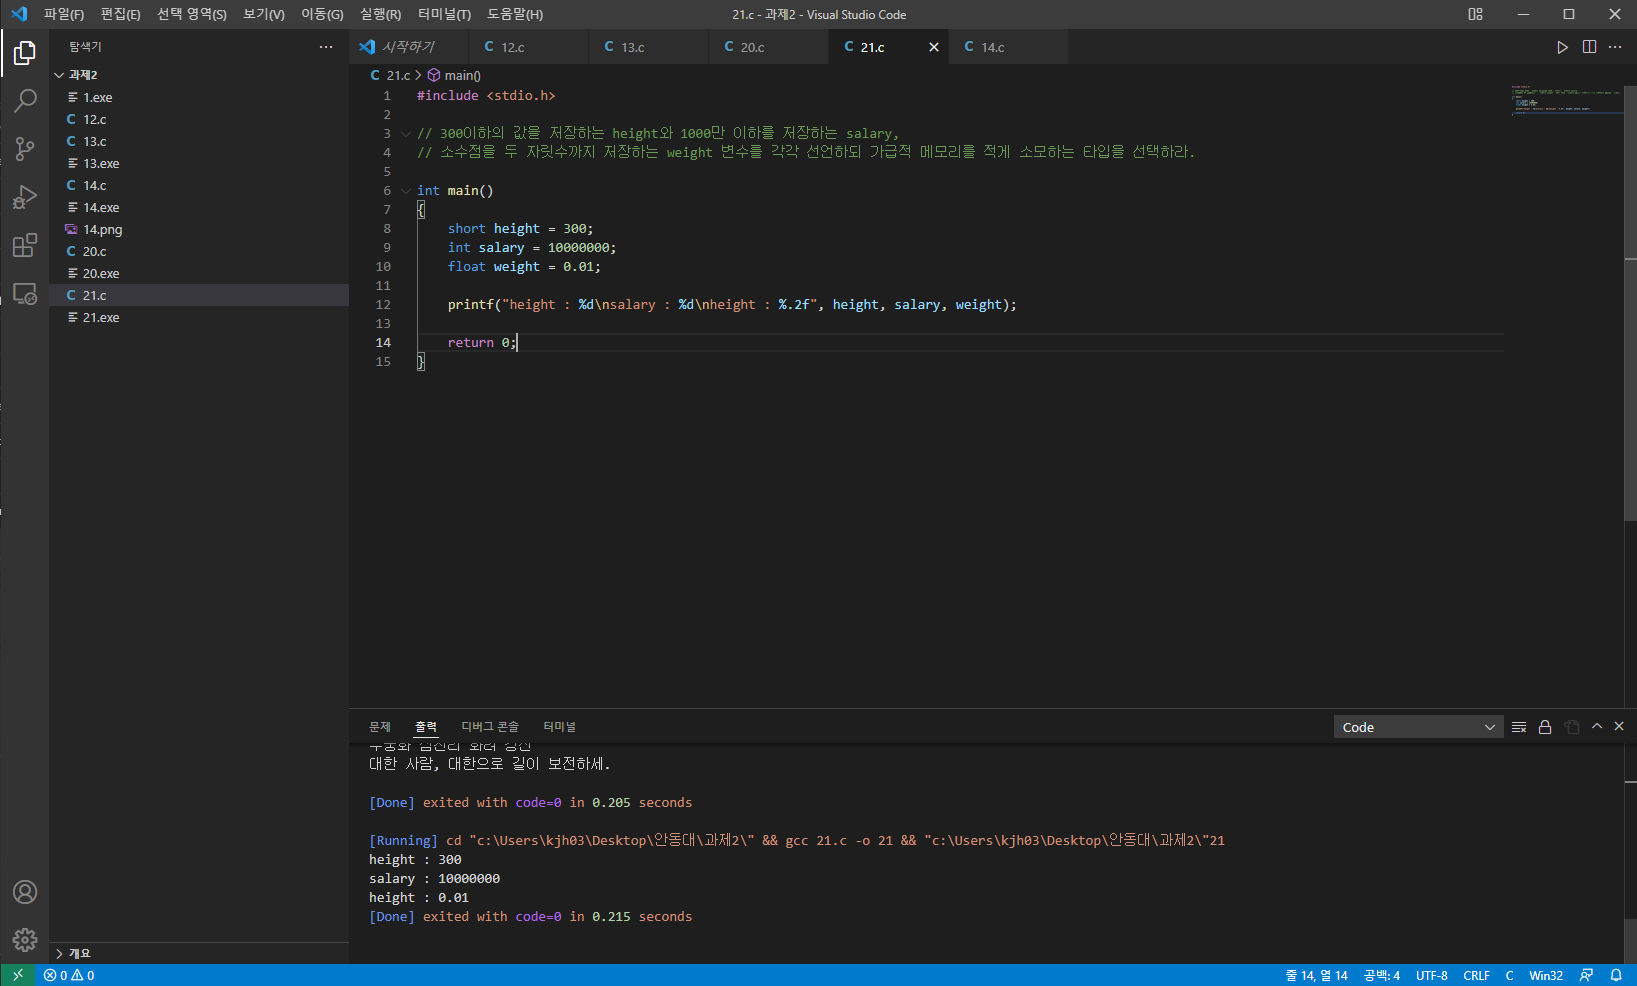 파일(F) 편집(E) 선택 영역(S) 보기(V) 이동(G) 실행(R) 터미널(T) 도움말(H) 21.c - 과제2 - Visual Studio Code
탐색기
시작하기 12.c 13.c 20.c 21.c 14.c
21.c > main()
과제2
1.exe
12.c
13.c
13.exe
14.c
14.exe
14.png
20.c
20.exe
21.c
21.exe
개요
1 #include <stdio.h>
2
3 // 300이하의 값을 저장하는 height와 1000만 이하를 저장하는 salary,
4 // 소수점을 두 자릿수까지 저장하는 weight 변수를 각각 선언하되 가급적 메모리를 적게 소모하는 타입을 선택하라.
5
6 int main()
7 {
8 short height = 300;
9 int salary = 10000000;
10 float weight = 0.01;
11
12 printf("height : %d\nsalary : %d\nheight : %.2f", height, salary, weight);
13
14 return 0;
15 }
문제 출력 디버그 콘솔 터미널 Code
대한 사람, 대한으로 길이 보전하세.
[Done] exited with code=0 in 0.205 seconds
[Running] cd "c:\Users\kjh03\Desktop\안동대\과제2\" && gcc 21.c -o 21 && "c:\Users\kjh03\Desktop\안동대\과제2\"21
height : 300
salary : 10000000
height : 0.01
[Done] exited with code=0 in 0.215 seconds
0 0 줄 14, 열 14 공백: 4 UTF-8 CRLF C Win32